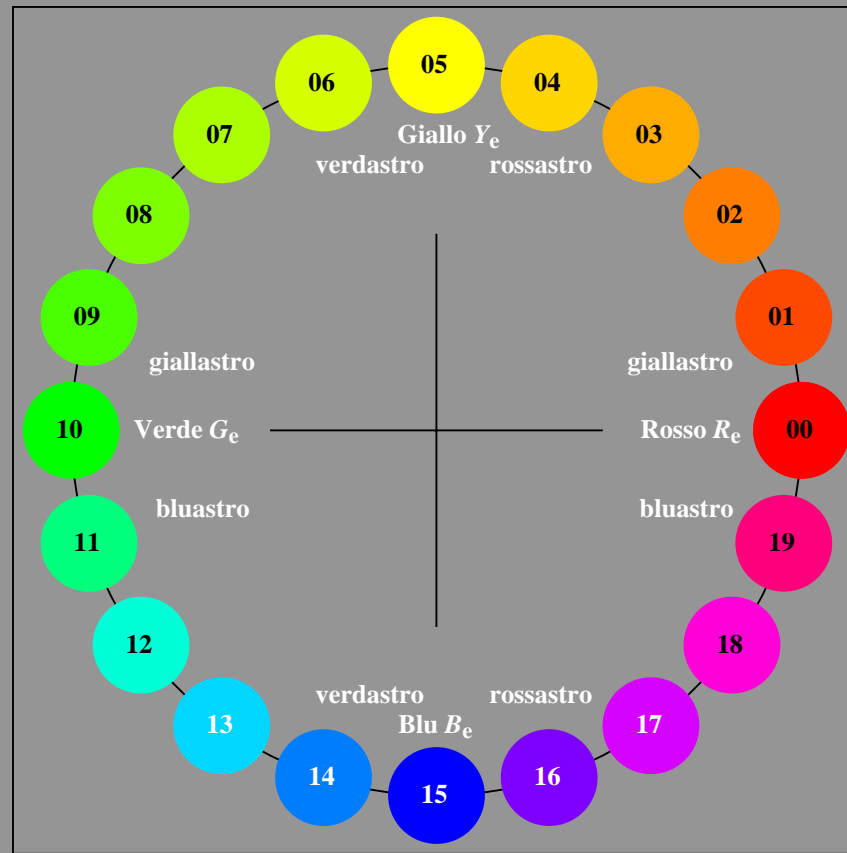 05
06 04
07 Giallo Ye 03
verdastro rossastro
08 02
09 01
giallastro giallastro
10 Verde Ge Rosso Re 00
bluastro bluastro
11 19
12 18
verdastro rossastro
13 Blu Be 17
14 16
15